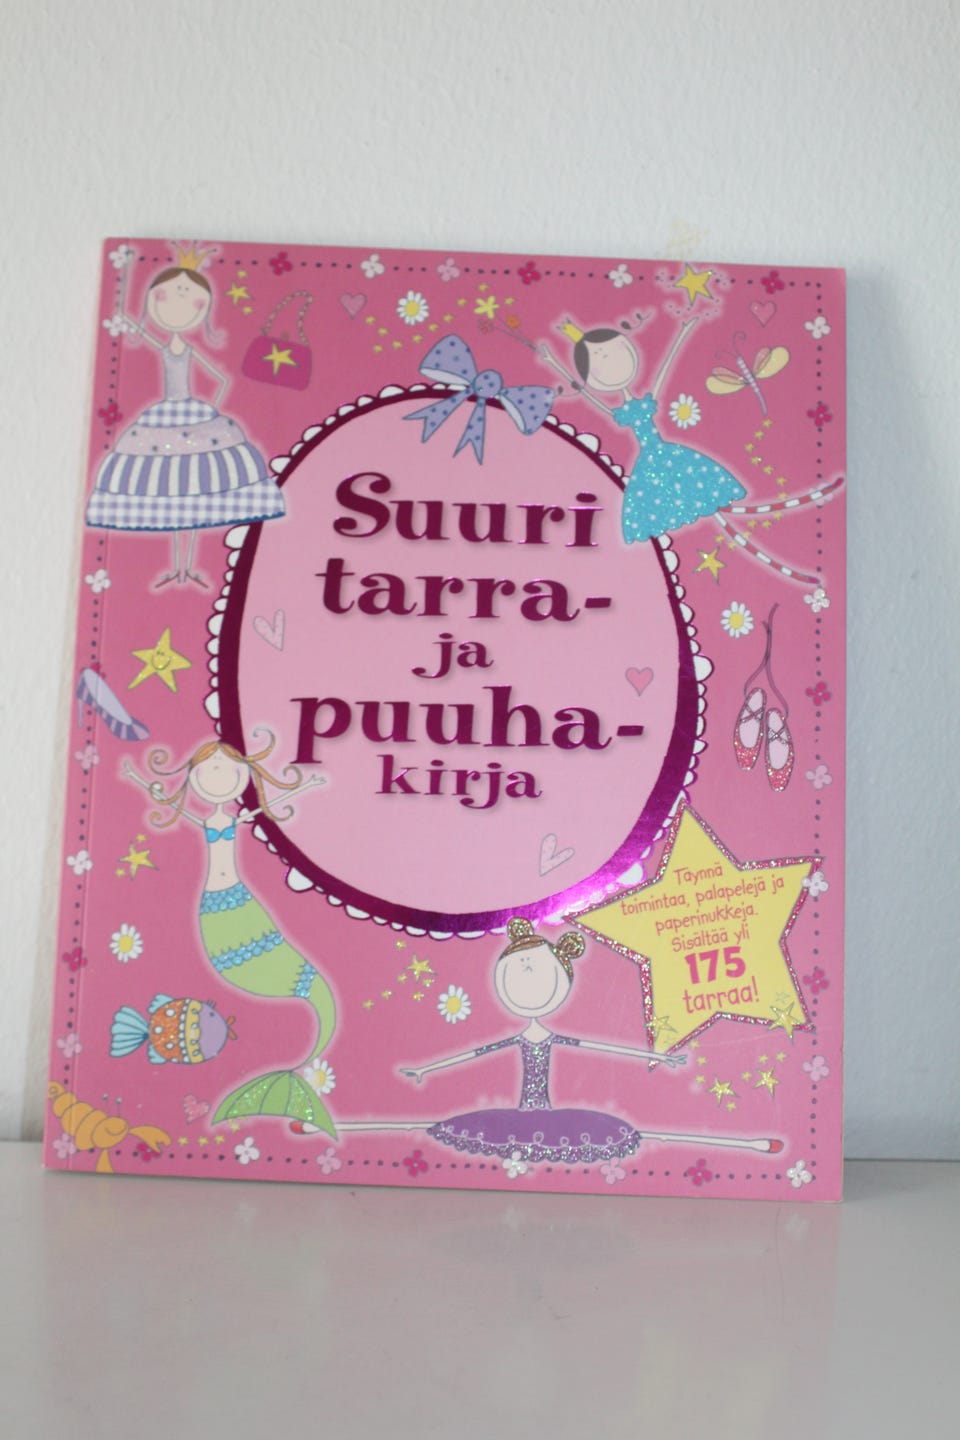 Suuri
tarra-
ja
puuha-
kirja
Täynnä
toimintaa, palapelejä ja
paperinukkeja.
Sisältää yli
175
tarraa!